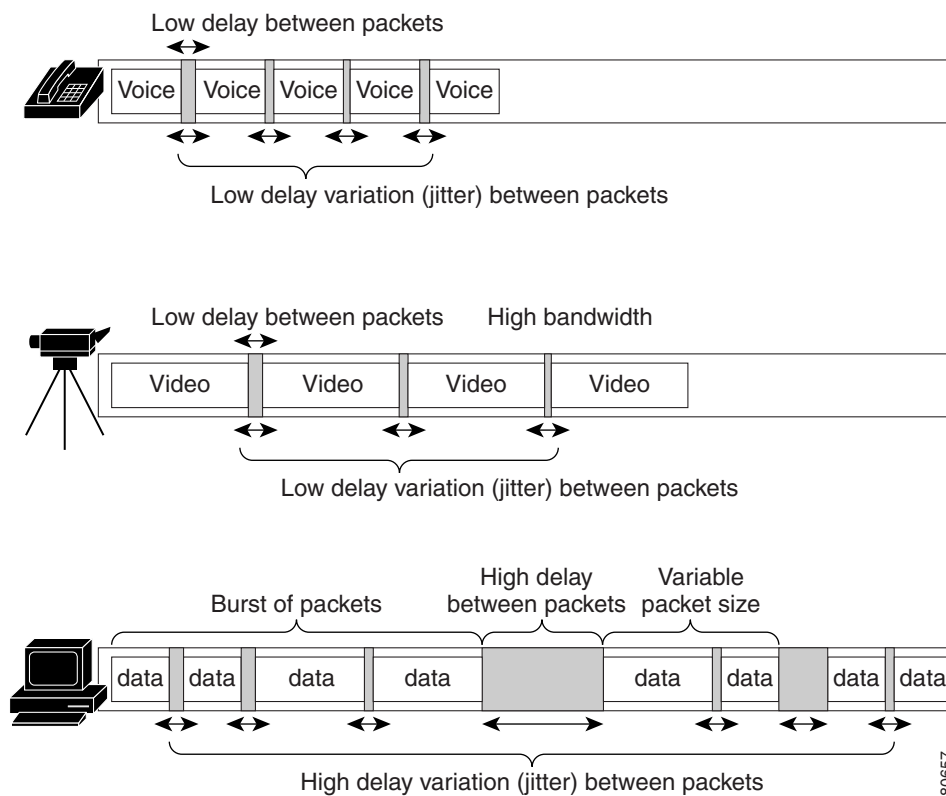 Low delay between packets
Voice Voice Voice Voice Voice
Low delay variation (jitter) between packets
Low delay between packets High bandwidth
Video Video Video Video
Low delay variation (jitter) between packets
Burst of packets
High delay
between packets
Variable
packet size
data data data data data data data data
High delay variation (jitter) between packets
80657